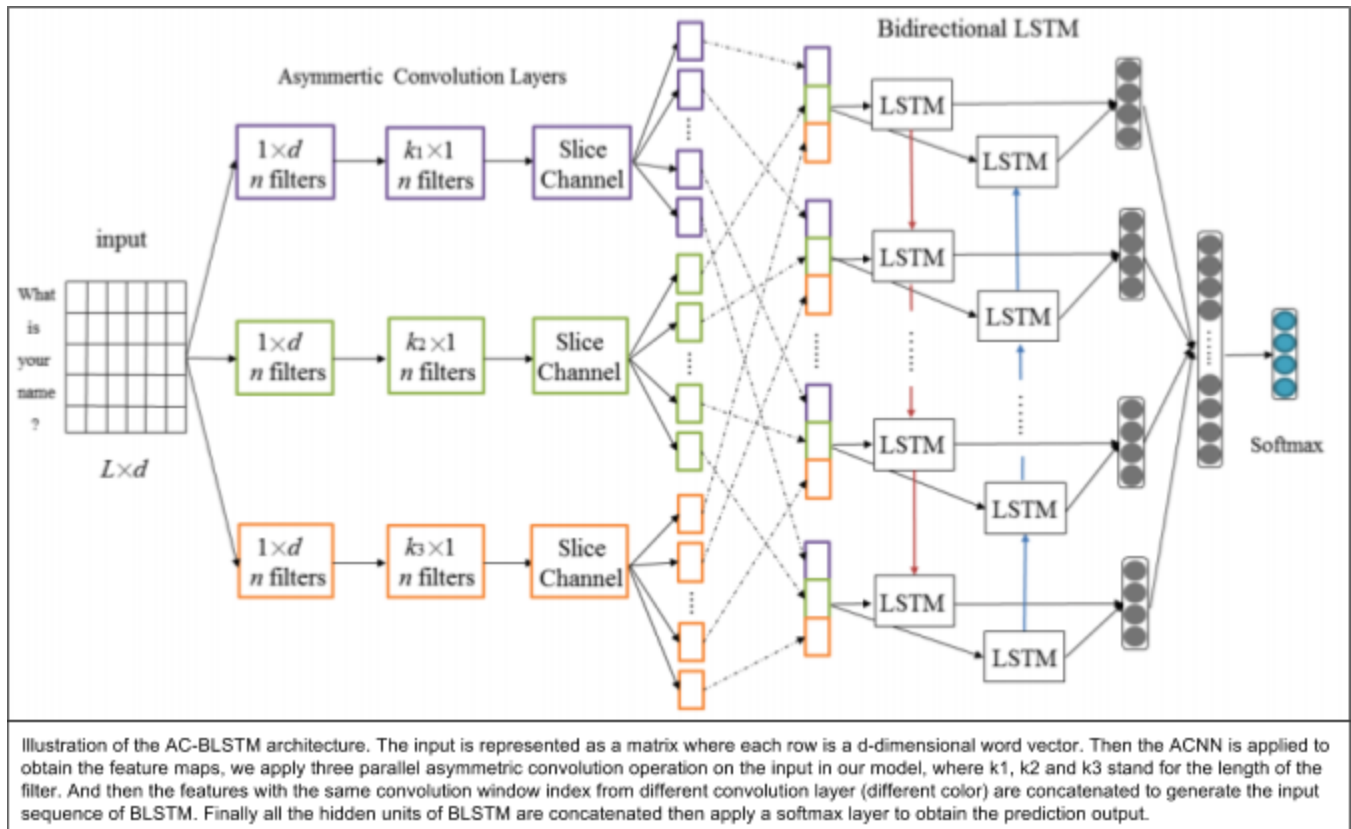 Bidirectional LSTM
Asymmertic Convolution Layers
1×d
n filters
k₁×1
n filters
Slice
Channel
LSTM
LSTM
input
What
is
your
name
?
L×d
1×d
n filters
k₂×1
n filters
Slice
Channel
LSTM
LSTM
LSTM
LSTM
Softmax
1×d
n filters
k₃×1
n filters
Slice
Channel
LSTM
LSTM
Illustration of the AC-BLSTM architecture. The input is represented as a matrix where each row is a d-dimensional word vector. Then the ACNN is applied to
obtain the feature maps, we apply three parallel asymmetric convolution operation on the input in our model, where k1, k2 and k3 stand for the length of the
filter. And then the features with the same convolution window index from different convolution layer (different color) are concatenated to generate the input
sequence of BLSTM. Finally all the hidden units of BLSTM are concatenated then apply a softmax layer to obtain the prediction output.